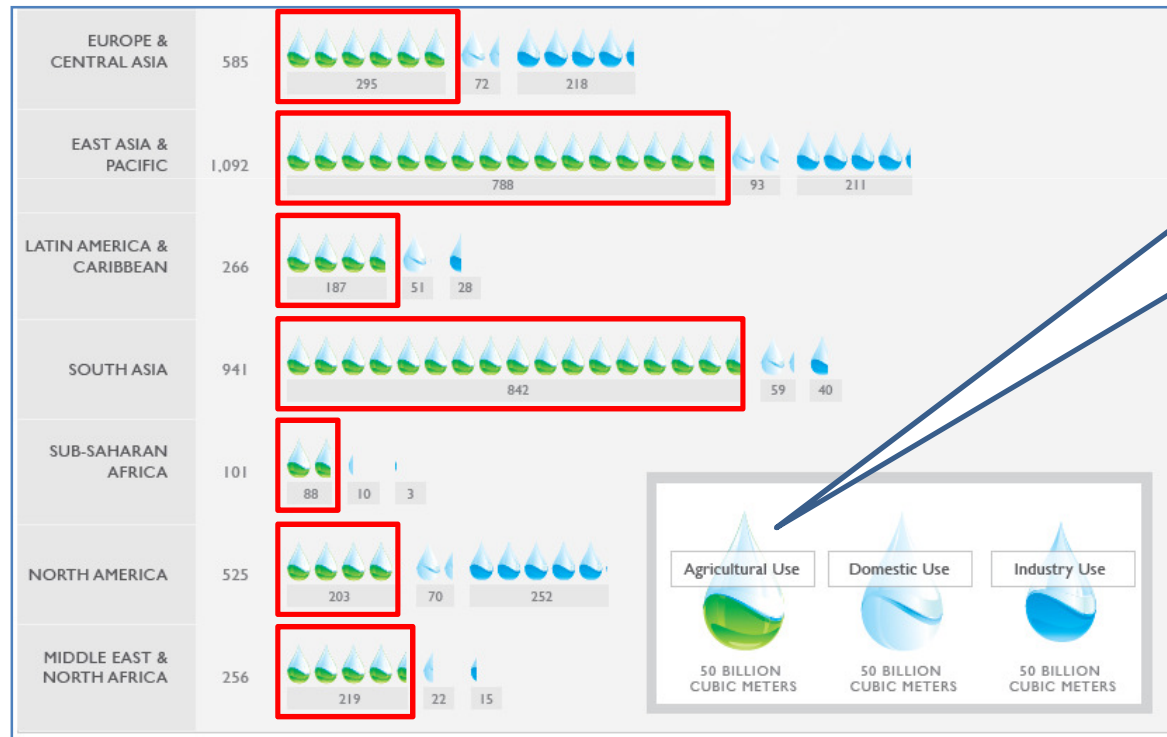 EUROPE &
CENTRAL ASIA
585
295
72
218
EAST ASIA &
PACIFIC
1,092
788
93
211
LATIN AMERICA &
CARIBBEAN
266
187
51
28
SOUTH ASIA
941
842
59
40
SUB-SAHARAN
AFRICA
101
88
10
3
NORTH AMERICA
525
203
70
252
MIDDLE EAST &
NORTH AFRICA
256
219
22
15
Agricultural Use
Domestic Use
Industry Use
50 BILLION
CUBIC METERS
50 BILLION
CUBIC METERS
50 BILLION
CUBIC METERS